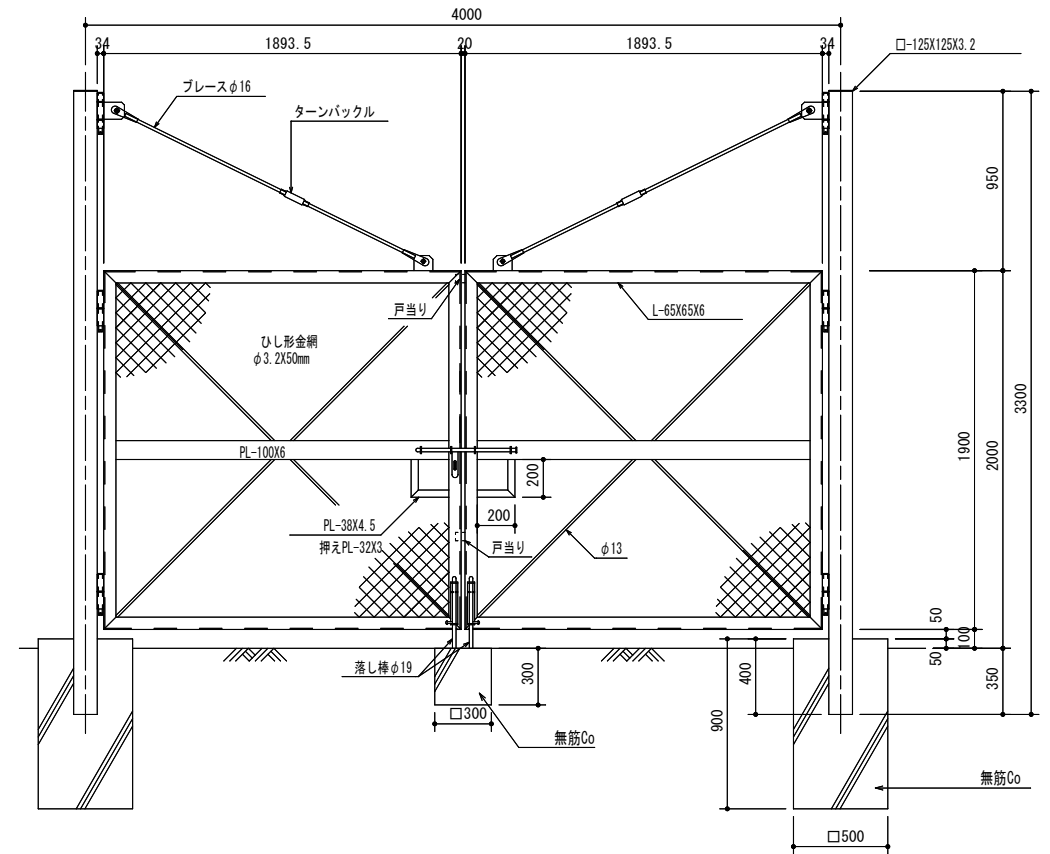 4000
34
1893.5
20
1893.5
34
□-125X125X3.2
ブレースφ16
ターンバックル
950
戸当り
L-65X65X6
ひし形金網
φ3.2X50mm
3300
1900
2000
PL-100X6
200
200
PL-38X4.5
押えPL-32X3
戸当り
φ13
50
100
50
落し棒φ19
300
400
350
900
□300
無筋Co
無筋Co
□500